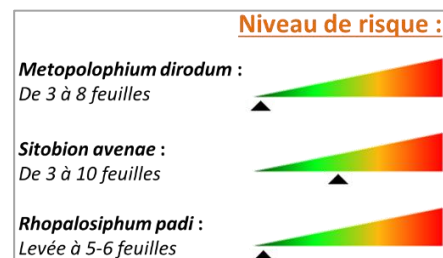 Niveau de risque :
Metopolophium dirodum :
De 3 à 8 feuilles
Sitobion avenae :
De 3 à 10 feuilles
Rhopalosiphum padi :
Levée à 5-6 feuilles